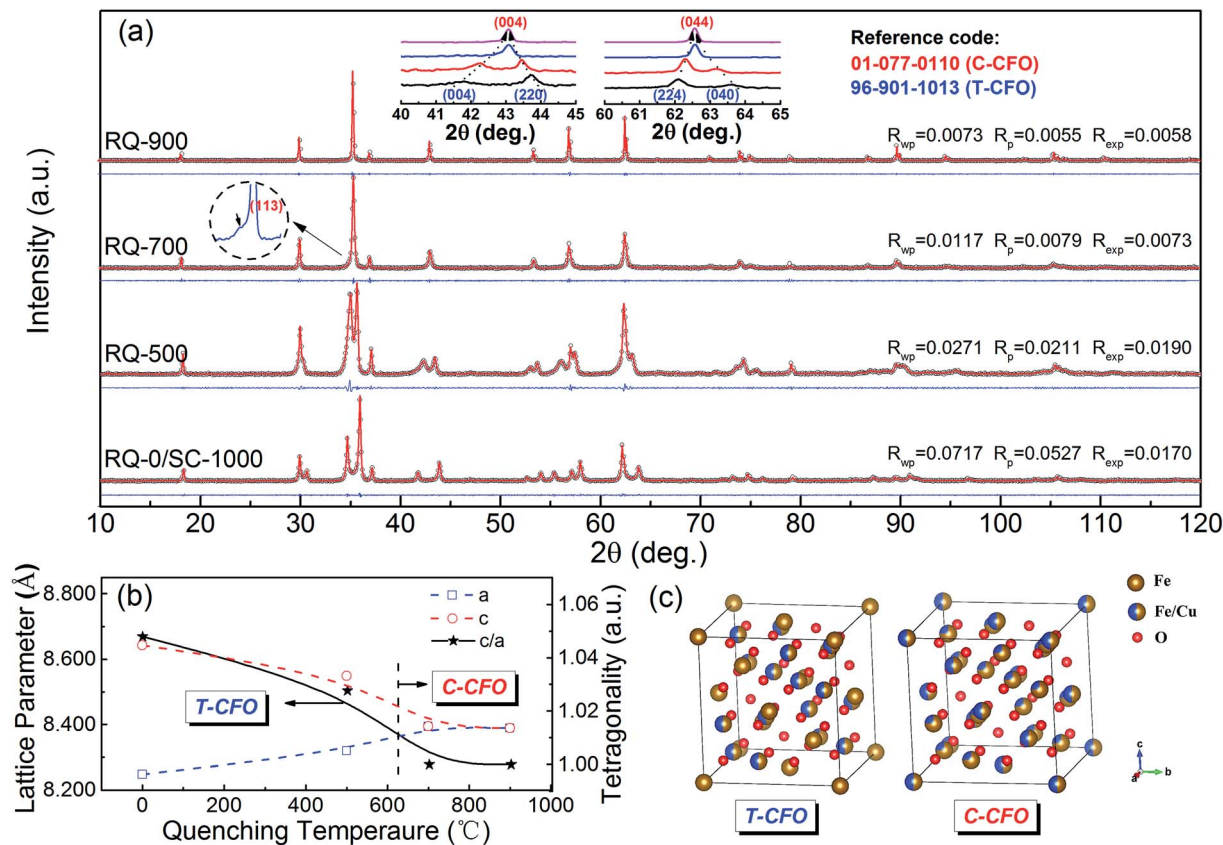 (a)
(004)
(004)
(220)
40 41 42 43 44 45
2θ (deg.)
(044)
(224)
(040)
60 61 62 63 64 65
2θ (deg.)
Reference code:
01-077-0110 (C-CFO)
96-901-1013 (T-CFO)
RQ-900
Rwp=0.0073 Rp=0.0055 Rexp=0.0058
(113)
RQ-700
Rwp=0.0117 Rp=0.0079 Rexp=0.0073
RQ-500
Rwp=0.0271 Rp=0.0211 Rexp=0.0190
RQ-0/SC-1000
Rwp=0.0717 Rp=0.0527 Rexp=0.0170
Intensity (a.u.)
10 20 30 40 50 60 70 80 90 100 110 120
2θ (deg.)
(b)
a
c
c/a
T-CFO
C-CFO
8.800
8.600
8.400
8.200
Lattice Parameter (Å)
1.06
1.04
1.02
1.00
Tetragonality (a.u.)
0 200 400 600 800 1000
Quenching Temperaure (℃)
(c)
T-CFO
C-CFO
Fe
Fe/Cu
O
c
a
b